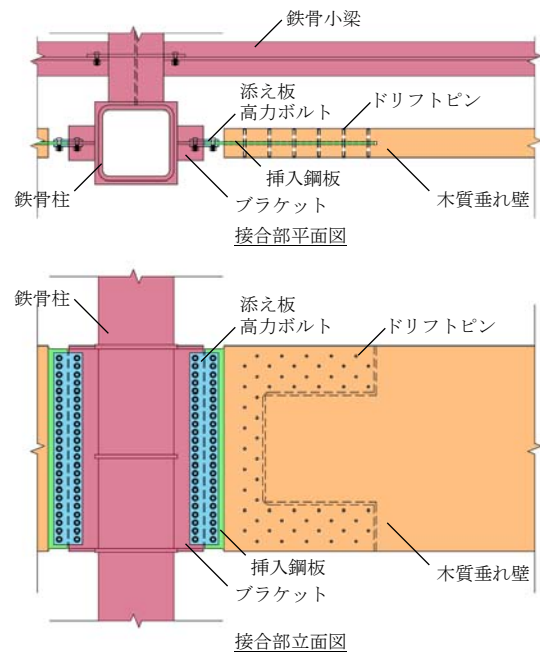 鉄骨小梁
添え板
高力ボルト
ドリフトピン
鉄骨柱
挿入鋼板
ブラケット
木質垂れ壁
接合部平面図
鉄骨柱
添え板
高力ボルト
ドリフトピン
挿入鋼板
ブラケット
木質垂れ壁
接合部立面図